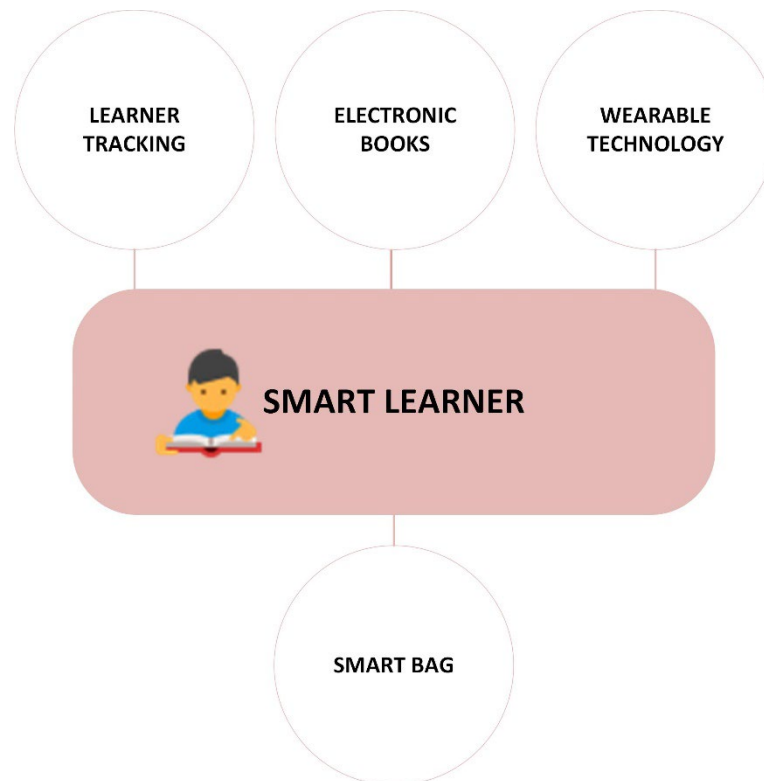 LEARNER
TRACKING
ELECTRONIC
BOOKS
WEARABLE
TECHNOLOGY
SMART LEARNER
SMART BAG